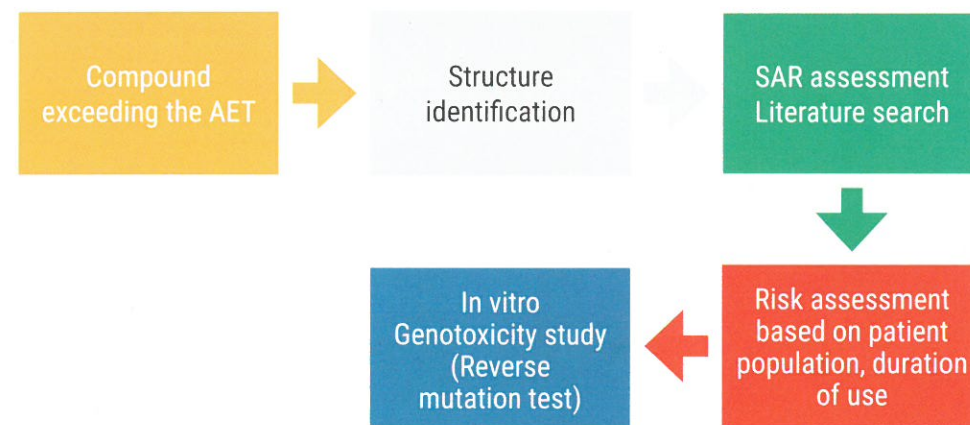 Compound
exceeding the AET
Structure
identification
SAR assessment
Literature search
Risk assessment
based on patient
population, duration
of use
In vitro
Genotoxicity study
(Reverse
mutation test)